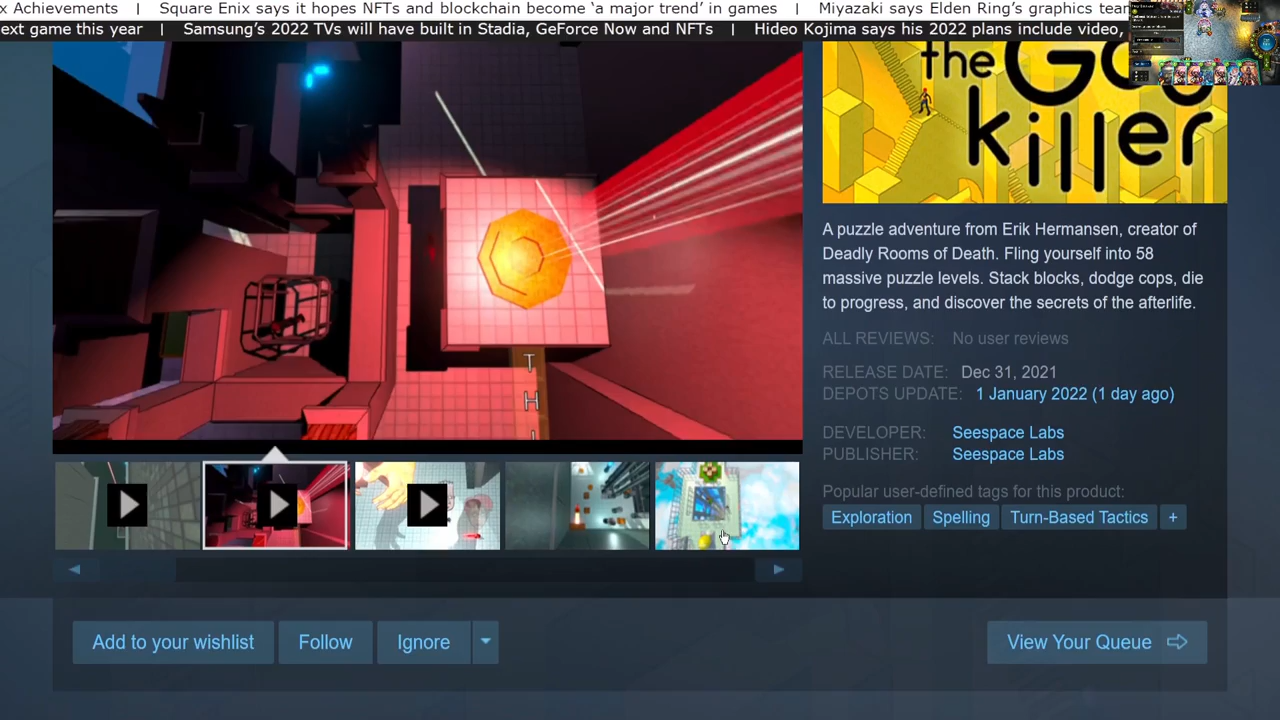 x Achievements | Square Enix says it hopes NFTs and blockchain become ‘a major trend’ in games | Miyazaki says Elden Ring’s graphics tear
ext game this year | Samsung’s 2022 TVs will have built-in Stadia, GeForce Now and NFTs | Hideo Kojima says his 2022 plans include video,
the God
killer
T
H
I
A puzzle adventure from Erik Hermansen, creator of
Deadly Rooms of Death. Fling yourself into 58
massive puzzle levels. Stack blocks, dodge cops, die
to progress, and discover the secrets of the afterlife.
ALL REVIEWS: No user reviews
RELEASE DATE: Dec 31, 2021
DEPOTS UPDATE: 1 January 2022 (1 day ago)
DEVELOPER: Seespace Labs
PUBLISHER: Seespace Labs
Popular user-defined tags for this product:
Exploration Spelling Turn-Based Tactics +
Add to your wishlist Follow Ignore View Your Queue